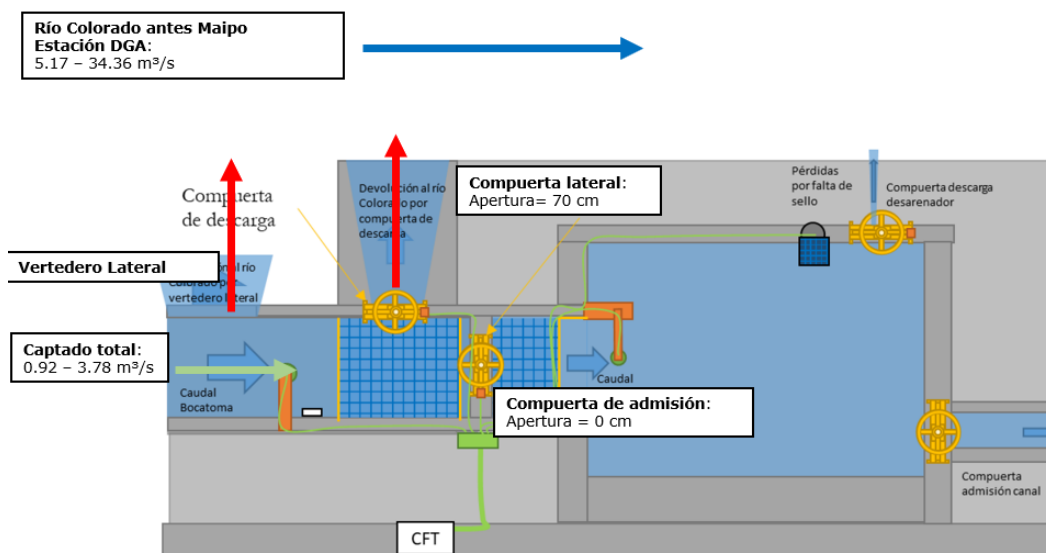 Río Colorado antes Maipo
Estación DGA:
5.17 – 34.36 m³/s
Compuerta
de descarga
Devolución al río
Colorado por
compuerta de
descarga
Compuerta lateral:
Apertura= 70 cm
Pérdidas
por falta de
sello
Compuerta descarga
desarenador
Vertedero Lateral
al río
Colorado por
vertedero lateral
Captado total:
0.92 – 3.78 m³/s
Caudal
Bocatoma
Caudal
Compuerta de admisión:
Apertura = 0 cm
Compuerta
admisión canal
CFT